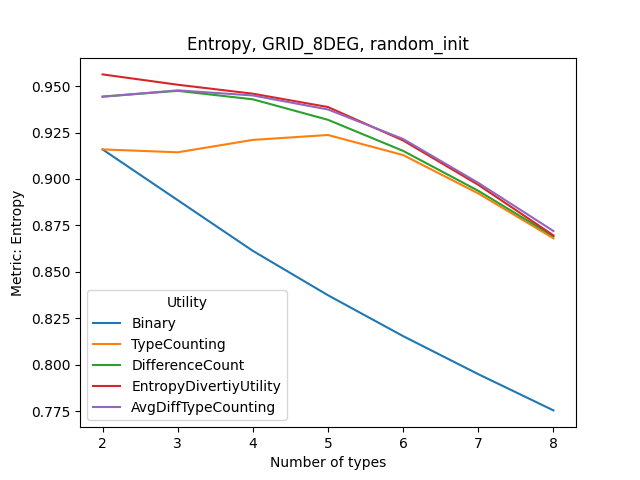 Entropy, GRID_8DEG, random_init
Metric: Entropy
0.950
0.925
0.900
0.875
0.850
0.825
0.800
0.775
Utility
Binary
TypeCounting
DifferenceCount
EntropyDivertiyUtility
AvgDiffTypeCounting
2 3 4 5 6 7 8
Number of types